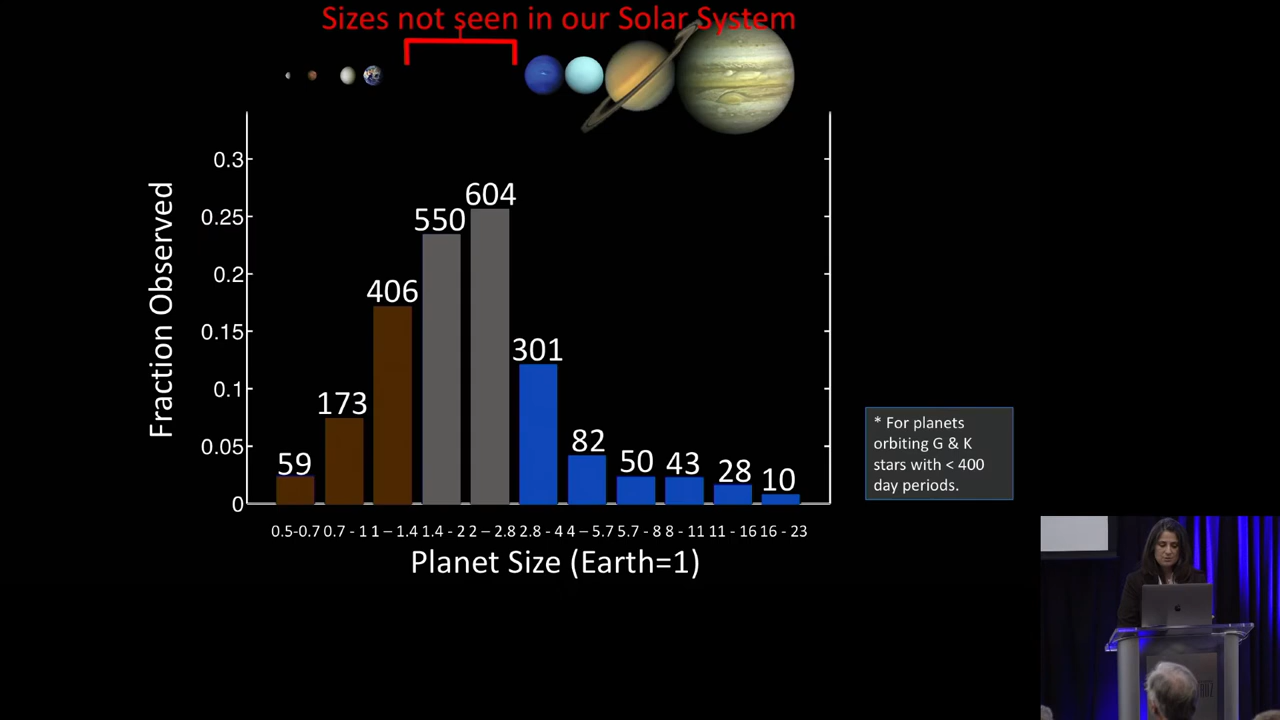 Sizes not seen in our Solar System
0.3
0.25
0.2
0.15
0.1
0.05
0
Fraction Observed
59
173
406
550
604
301
82
50
43
28
10
0.5-0.7 0.7 - 1 1 – 1.4 1.4 - 2 2 – 2.8 2.8 - 4 4 – 5.7 5.7 - 8 8 - 11 11 - 16 16 - 23
Planet Size (Earth=1)
* For planets
orbiting G & K
stars with < 400
day periods.